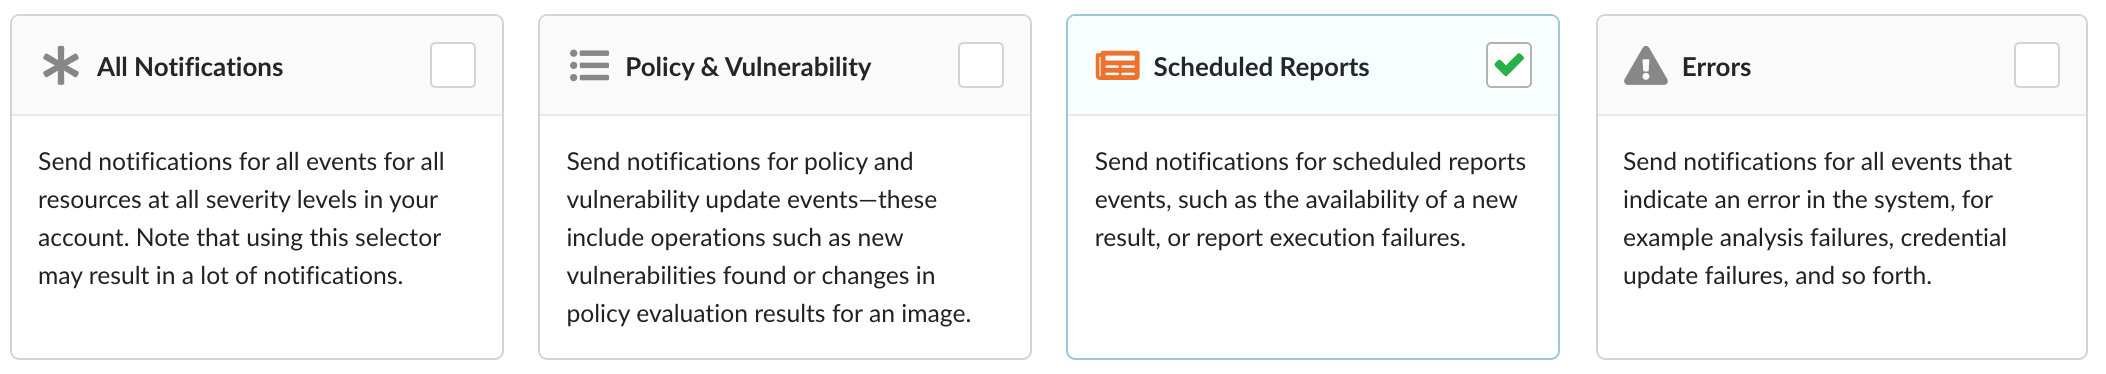 All Notifications
Send notifications for all events for all
resources at all severity levels in your
account. Note that using this selector
may result in a lot of notifications.
Policy & Vulnerability
Send notifications for policy and
vulnerability update events—these
include operations such as new
vulnerabilities found or changes in
policy evaluation results for an image.
Scheduled Reports
Send notifications for scheduled reports
events, such as the availability of a new
result, or report execution failures.
Errors
Send notifications for all events that
indicate an error in the system, for
example analysis failures, credential
update failures, and so forth.